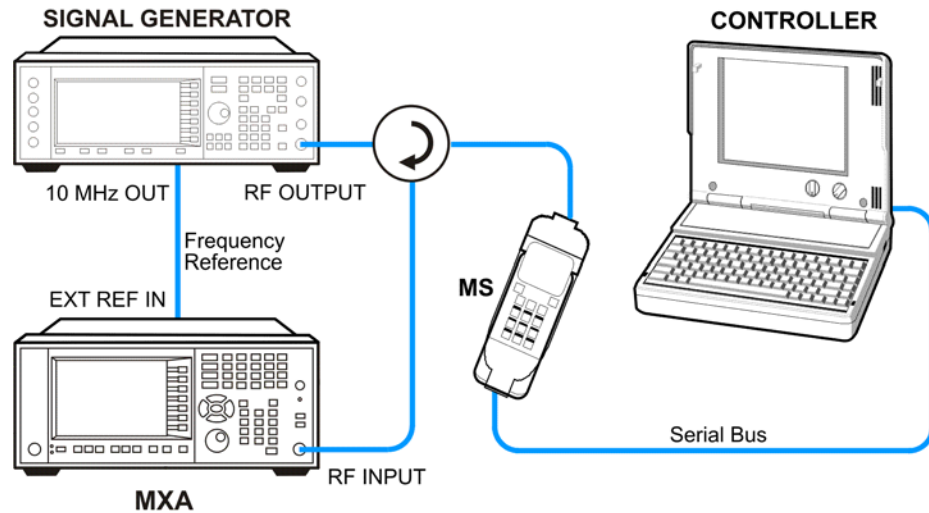 SIGNAL GENERATOR
CONTROLLER
10 MHz OUT
RF OUTPUT
Frequency
Reference
MS
EXT REF IN
Serial Bus
RF INPUT
MXA